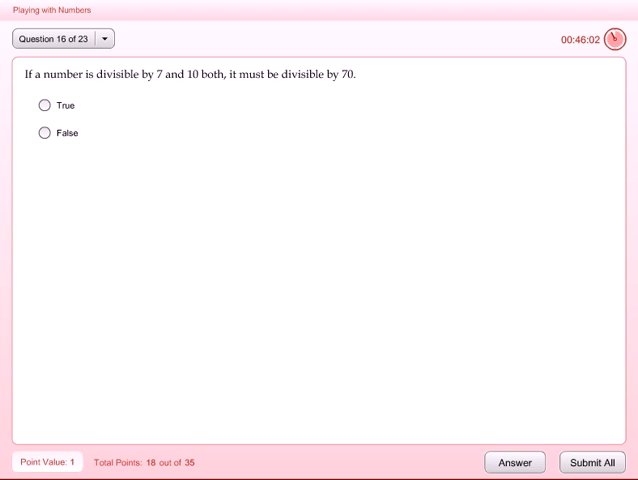 Playing with Numbers
Question 16 of 23
00:46:02
If a number is divisible by 7 and 10 both, it must be divisible by 70.
True
False
Point Value: 1
Total Points: 18 out of 35
Answer
Submit All